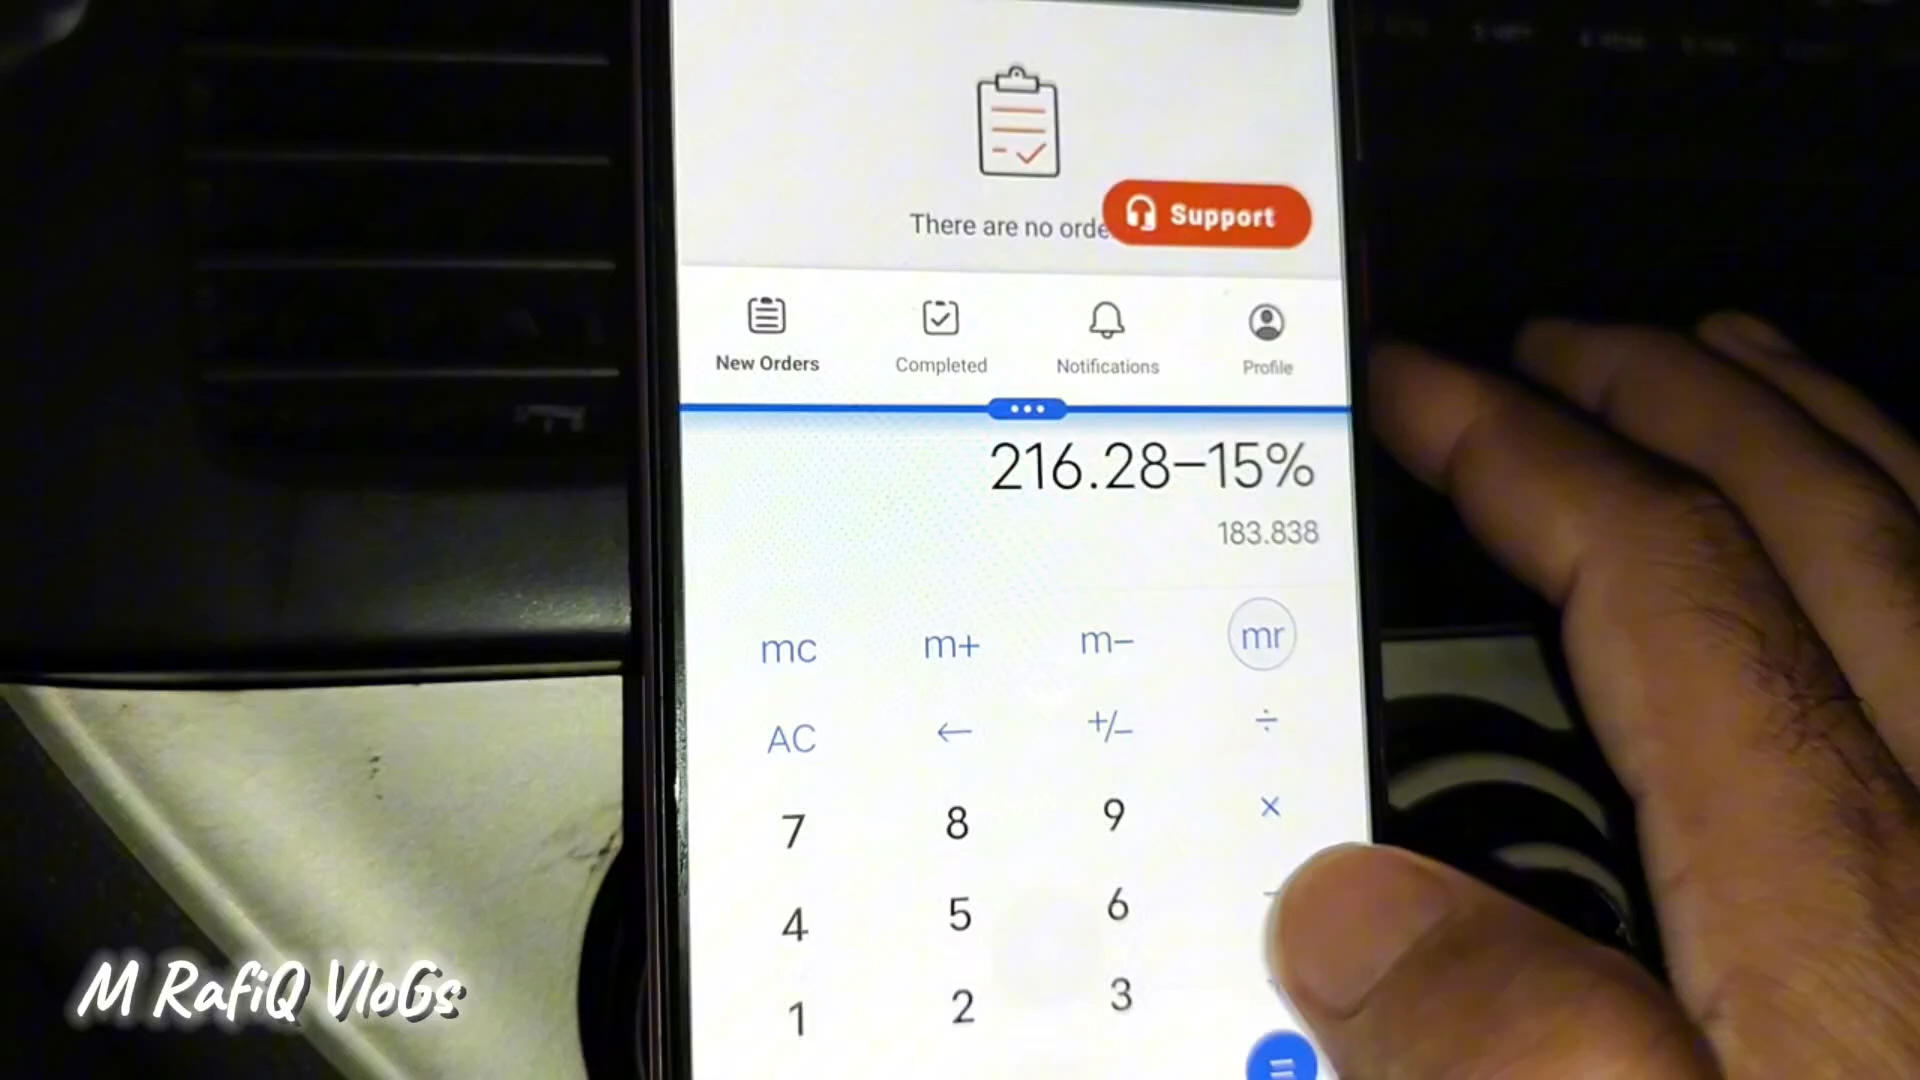 There are no orde
Support
New Orders
Completed
Notifications
Profile
216.28−15%
183.838
mc m+ m− mr
AC ← +/− ÷
7 8 9 ×
4 5 6
1 2 3
=
M RafiQ VloGs